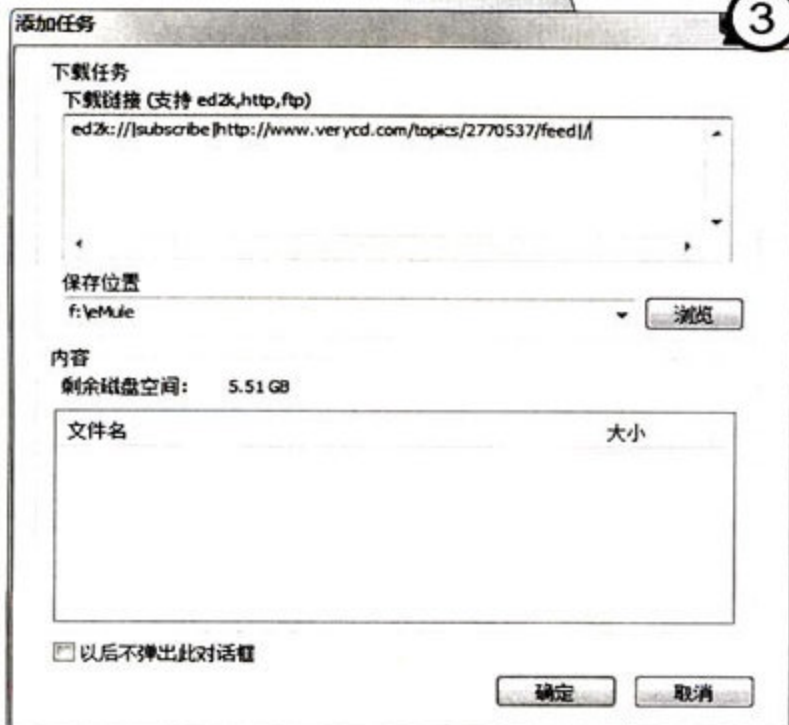 ③
添加任务
下载任务
下载链接 (支持 ed2k,http,ftp)
ed2k://|subscribe|http://www.verycd.com/topics/2770537/feed|/
保存位置
f:\eMule
浏览
内容
剩余磁盘空间: 5.51 GB
文件名 大小
以后不弹出此对话框
确定 取消